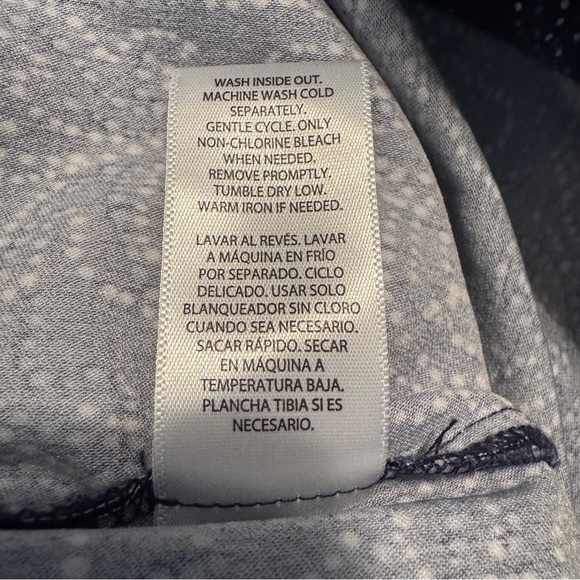 WASH INSIDE OUT.
MACHINE WASH COLD
SEPARATELY.
GENTLE CYCLE. ONLY
NON-CHLORINE BLEACH
WHEN NEEDED.
REMOVE PROMPTLY.
TUMBLE DRY LOW.
WARM IRON IF NEEDED.
LAVAR AL REVÉS. LAVAR
A MÁQUINA EN FRÍO
POR SEPARADO. CICLO
DELICADO. USAR SOLO
BLANQUEADOR SIN CLORO
CUANDO SEA NECESARIO.
SACAR RÁPIDO. SECAR
EN MÁQUINA A
TEMPERATURA BAJA.
PLANCHA TIBIA SI ES
NECESARIO.